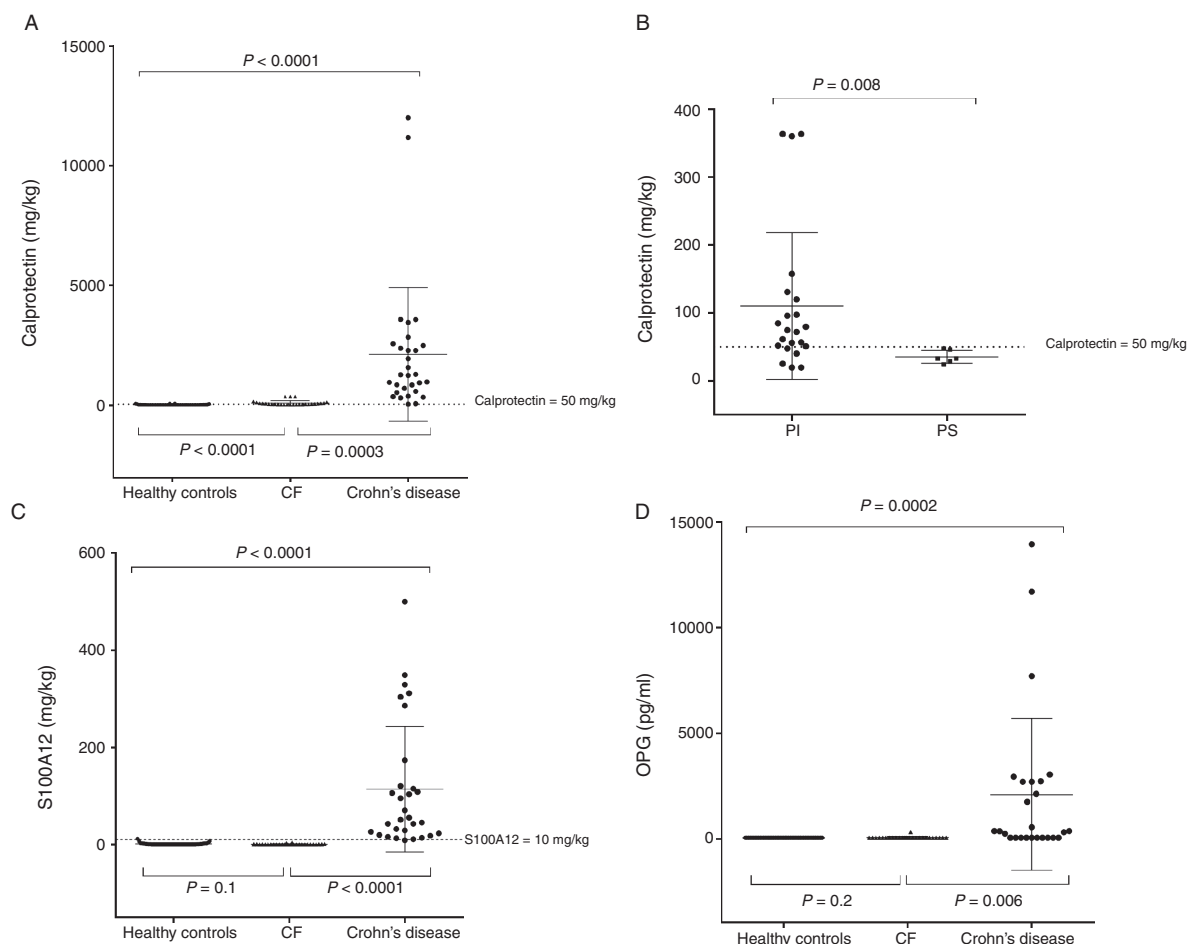 A
15000
10000
5000
0
Calprotectin (mg/kg)
P < 0.0001
Calprotectin = 50 mg/kg
P < 0.0001
P = 0.0003
Healthy controls
CF
Crohn's disease
B
400
300
200
100
0
Calprotectin (mg/kg)
P = 0.008
Calprotectin = 50 mg/kg
PI
PS
C
600
400
200
0
S100A12 (mg/kg)
P < 0.0001
S100A12 = 10 mg/kg
P = 0.1
P < 0.0001
Healthy controls
CF
Crohn's disease
D
15000
10000
5000
0
OPG (pg/ml)
P = 0.0002
P = 0.2
P = 0.006
Healthy controls
CF
Crohn's disease